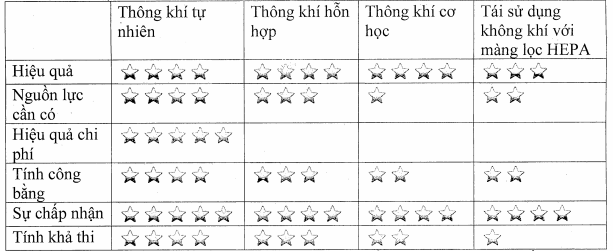 Thông khí tự nhiên Thông khí hỗn hợp Thông khí cơ học Tái sử dụng không khí với màng lọc HEPA
Hiệu quả ☆☆☆☆ ☆☆☆☆ ☆☆☆☆ ☆☆☆
Nguồn lực cần có ☆☆☆☆ ☆☆☆ ☆ ☆☆
Hiệu quả chi phí ☆☆☆☆☆
Tính công bằng ☆☆☆☆ ☆☆☆ ☆☆ ☆☆
Sự chấp nhận ☆☆☆☆☆ ☆☆☆☆ ☆☆☆☆ ☆☆☆☆
Tính khả thi ☆☆☆☆ ☆☆☆ ☆☆ ☆